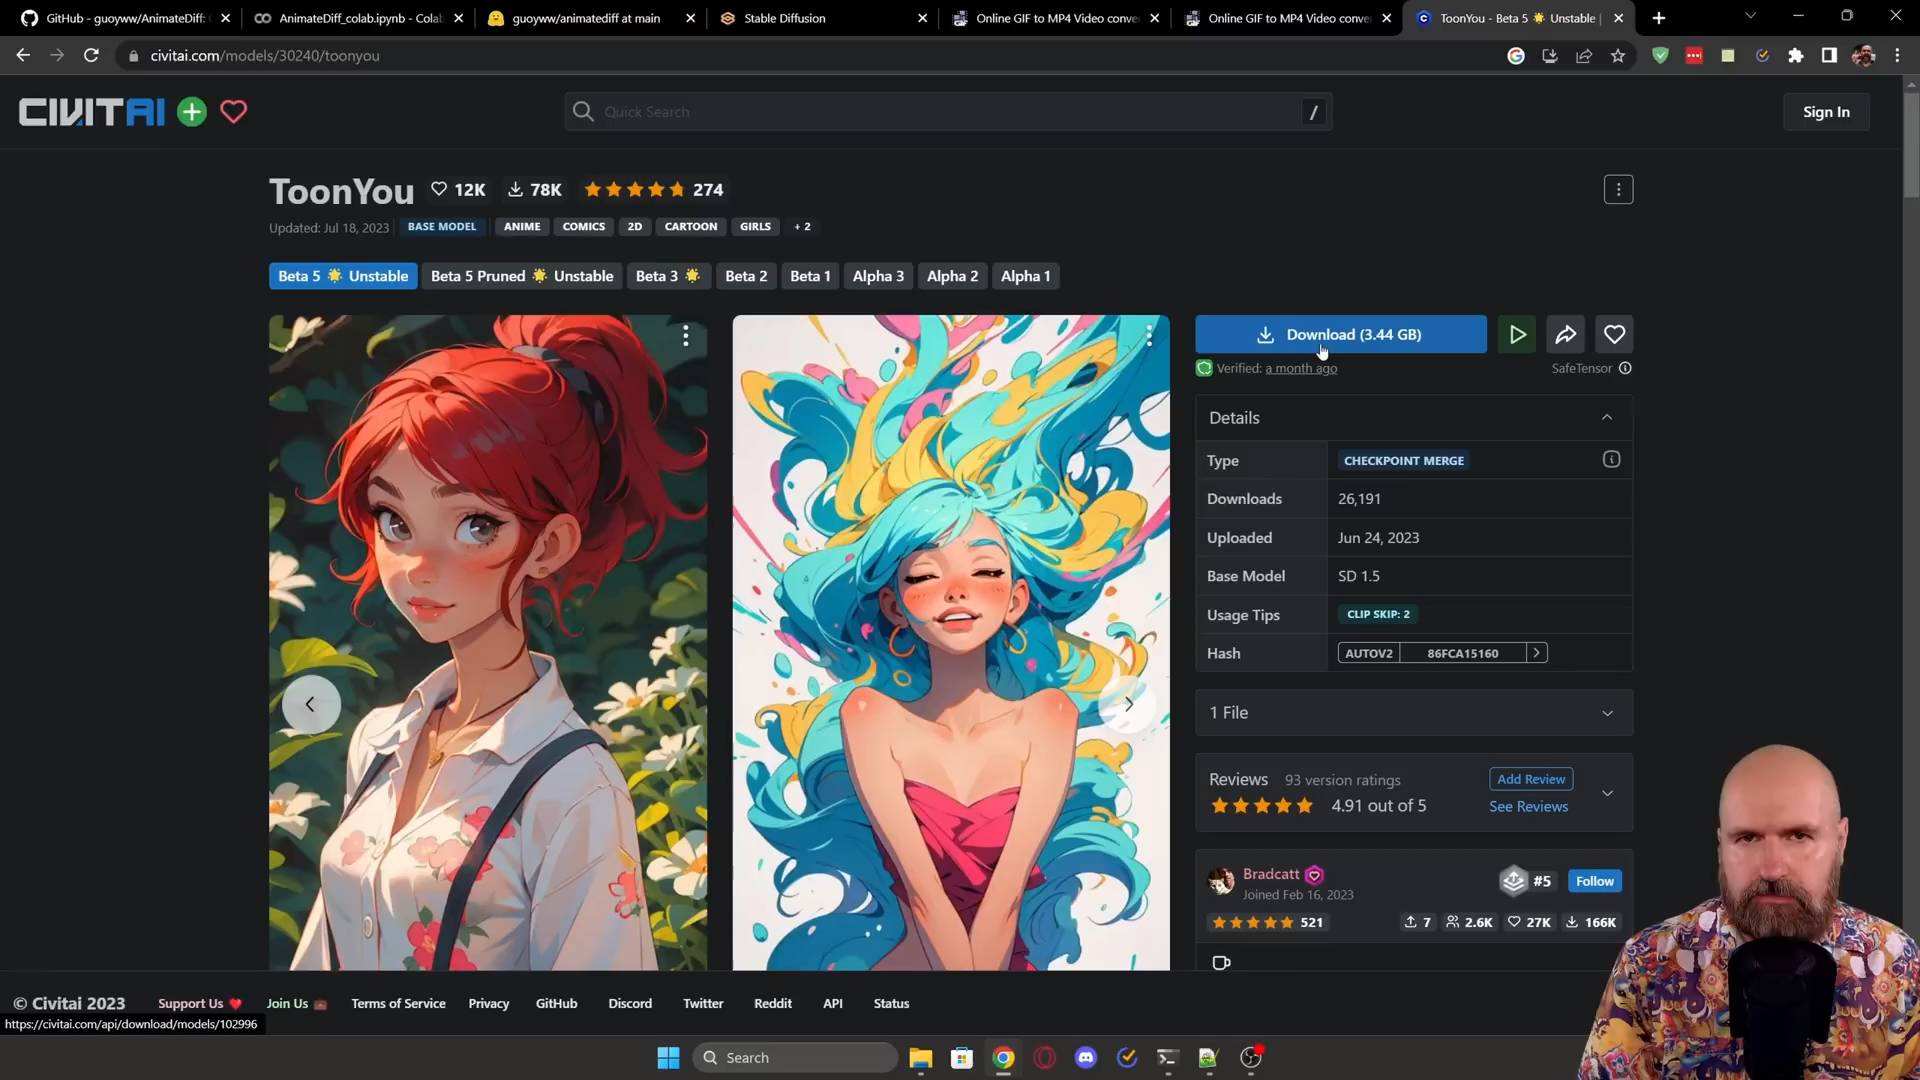 GitHub - guoyww/AnimateDiff:
AnimateDiff_colab.ipynb - Colab
guoyww/animatediff at main
Stable Diffusion
Online GIF to MP4 Video conve
Online GIF to MP4 Video conve
ToonYou - Beta 5 🌟 Unstable |
civitai.com/models/30240/toonyou
CIVITAI
Quick Search
/
Sign In
ToonYou 12K 78K 274
Updated: Jul 18, 2023 BASE MODEL ANIME COMICS 2D CARTOON GIRLS + 2
Beta 5 🌟 Unstable Beta 5 Pruned 🌟 Unstable Beta 3 🌟 Beta 2 Beta 1 Alpha 3 Alpha 2 Alpha 1
Download (3.44 GB)
Verified: a month ago SafeTensor
Details
Type CHECKPOINT MERGE
Downloads 26,191
Uploaded Jun 24, 2023
Base Model SD 1.5
Usage Tips CLIP SKIP: 2
Hash AUTOV2 86FCA15160
1 File
Reviews 93 version ratings Add Review
4.91 out of 5 See Reviews
Bradcatt #5 Follow
Joined Feb 16, 2023
521 7 2.6K 27K 166K
© Civitai 2023 Support Us Join Us Terms of Service Privacy GitHub Discord Twitter Reddit API Status
https://civitai.com/api/download/models/102996
Search